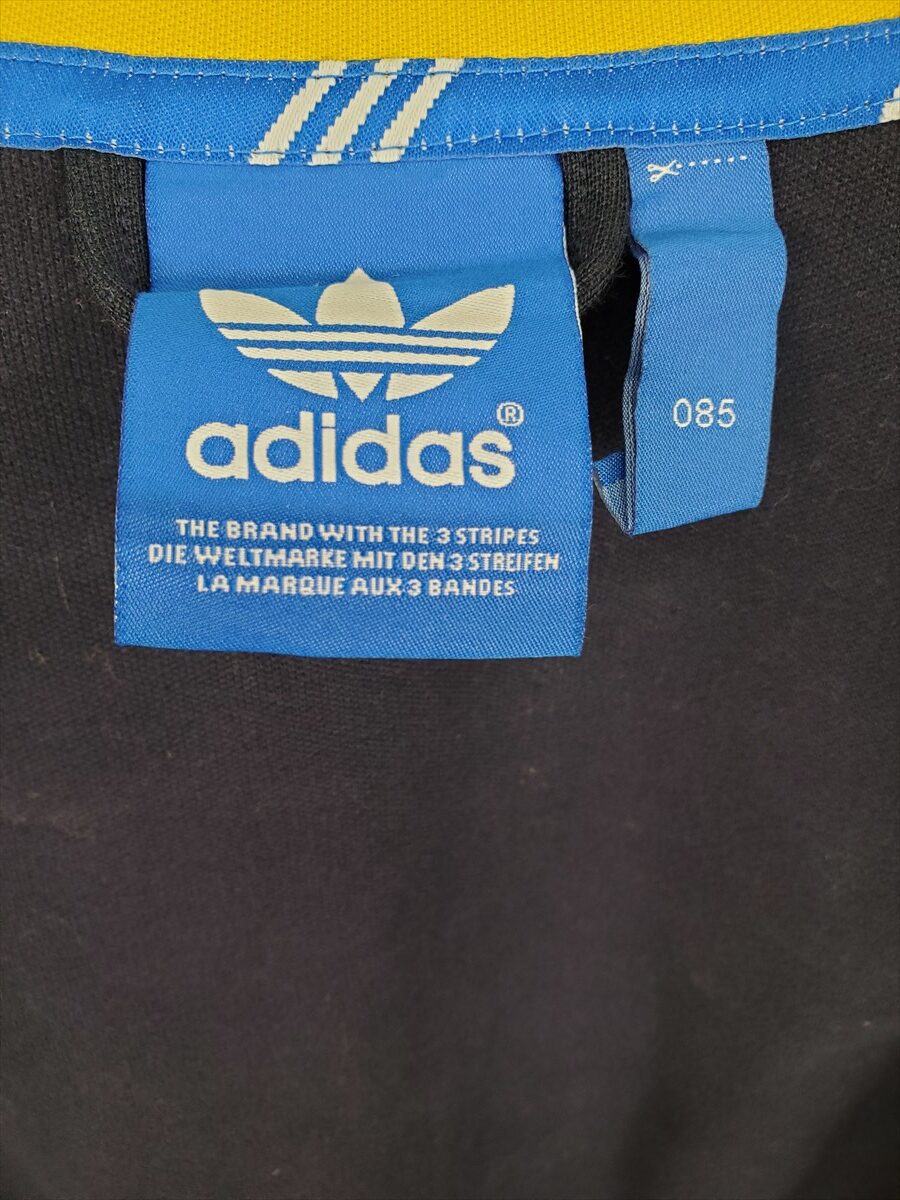 adidas®
THE BRAND WITH THE 3 STRIPES
DIE WELTMARKE MIT DEN 3 STREIFEN
LA MARQUE AUX 3 BANDES
085